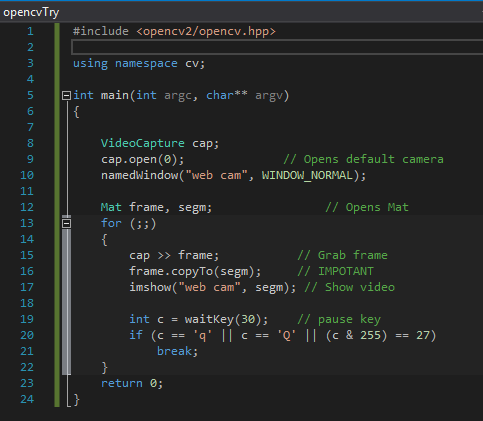 opencvTry
1 #include <opencv2/opencv.hpp>
2
3 using namespace cv;
4
5 int main(int argc, char** argv)
6 {
7
8     VideoCapture cap;
9     cap.open(0);              // Opens default camera
10     namedWindow("web cam", WINDOW_NORMAL);
11
12     Mat frame, segm;                // Opens Mat
13     for (;;)
14     {
15         cap >> frame;           // Grab frame
16         frame.copyTo(segm);     // IMPOTANT
17         imshow("web cam", segm); // Show video
18
19         int c = waitKey(30);    // pause key
20         if (c == 'q' || c == 'Q' || (c & 255) == 27)
21             break;
22     }
23     return 0;
24 }